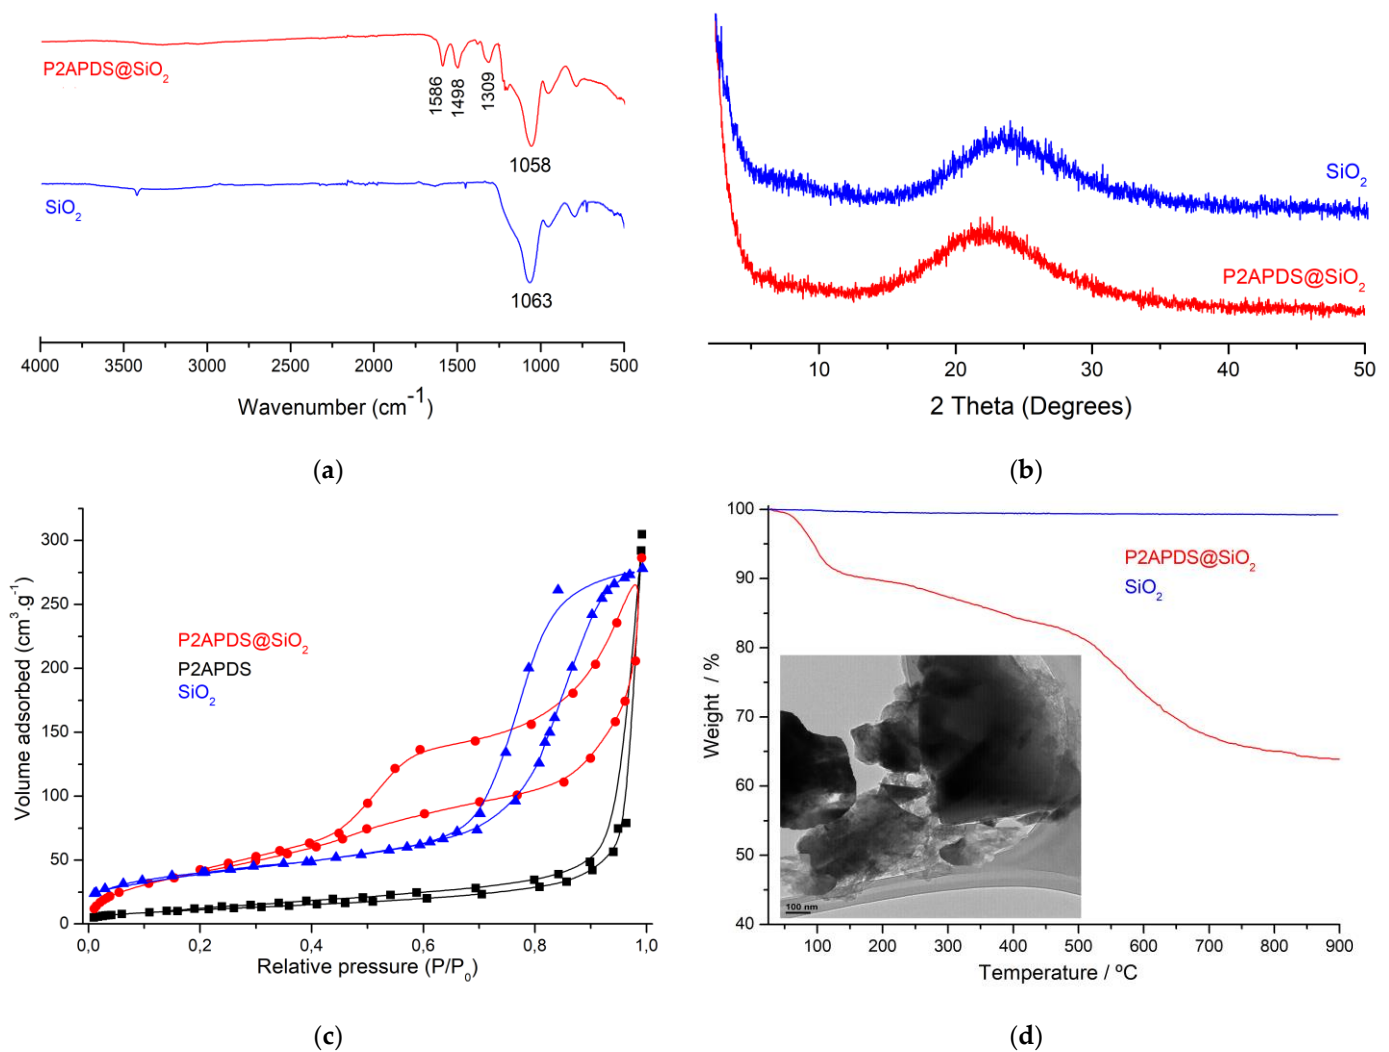 P2APDS@SiO2
1586
1498
1309
1058
SiO2
1063
4000 3500 3000 2500 2000 1500 1000 500
Wavenumber (cm-1)
(a)
SiO2
P2APDS@SiO2
10 20 30 40 50
2 Theta (Degrees)
(b)
300
250
200
150
100
50
0
Volume adsorbed (cm3.g-1)
P2APDS@SiO2
P2APDS
SiO2
0,0 0,2 0,4 0,6 0,8 1,0
Relative pressure (P/P0)
(c)
100
90
80
70
60
50
40
Weight / %
P2APDS@SiO2
SiO2
100 nm
100 200 300 400 500 600 700 800 900
Temperature / ºC
(d)